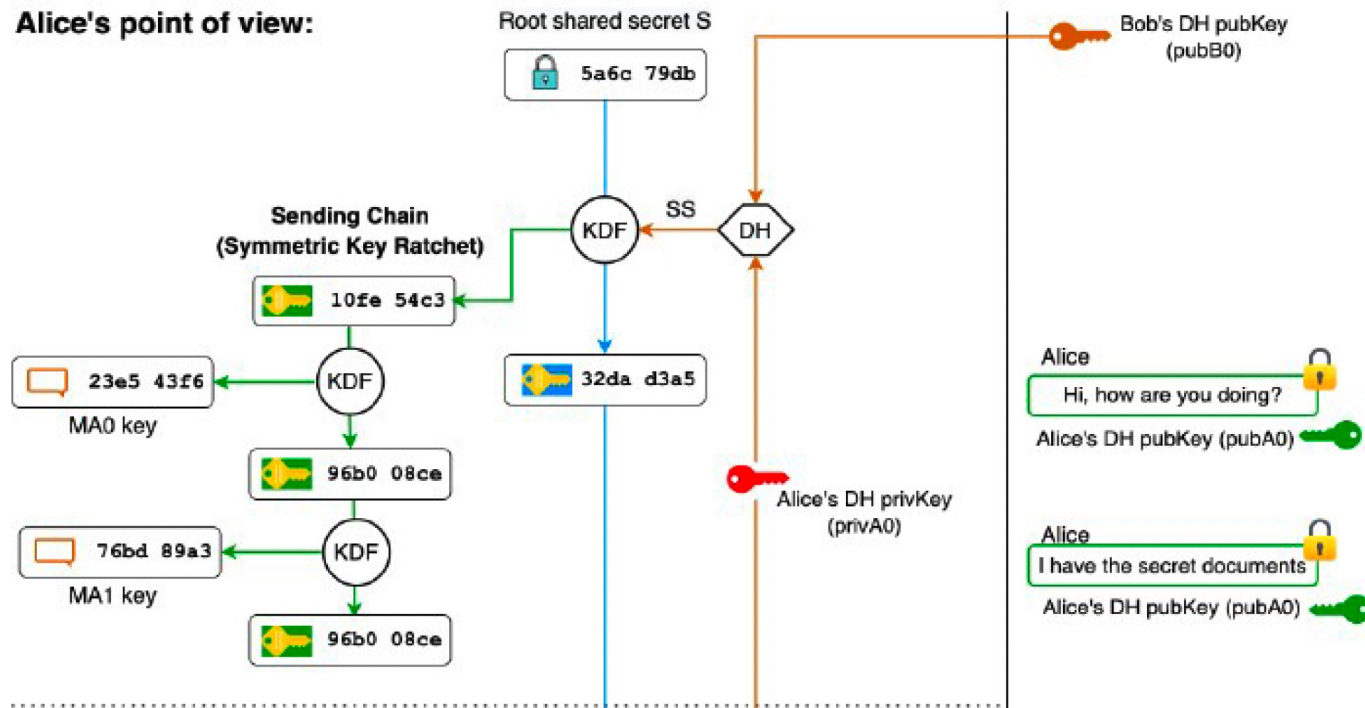 Alice's point of view:
Root shared secret S
Bob's DH pubKey
(pubB0)
5a6c 79db
Sending Chain
(Symmetric Key Ratchet)
KDF
SS
DH
10fe 54c3
KDF
23e5 43f6
MA0 key
32da d3a5
Alice
Hi, how are you doing?
Alice's DH pubKey (pubA0)
96b0 08ce
Alice's DH privKey
(privA0)
KDF
76bd 89a3
MA1 key
Alice
I have the secret documents
Alice's DH pubKey (pubA0)
96b0 08ce